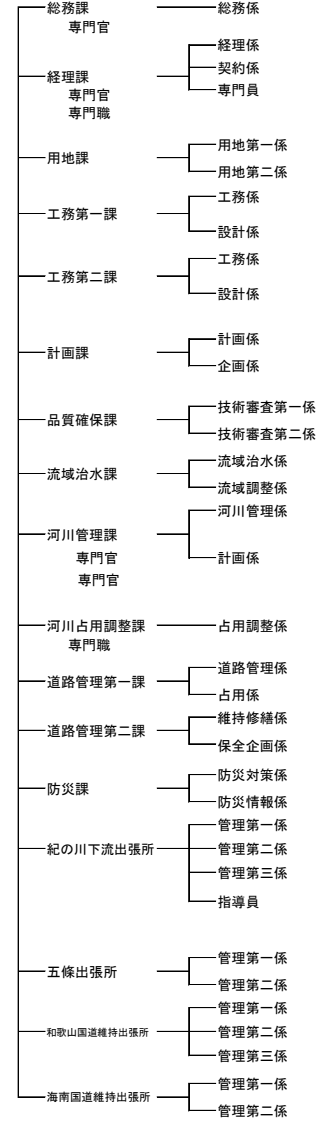 総務課 総務係
専門官
経理係
経理課 契約係
専門官 専門員
専門職
用地第一係
用地課
用地第二係
工務係
工務第一課
設計係
工務係
工務第二課
設計係
計画係
計画課
企画係
技術審査第一係
品質確保課
技術審査第二係
流域治水係
流域治水課
流域調整係
河川管理係
河川管理課
専門官 計画係
専門官
河川占用調整課 占用調整係
専門職
道路管理係
道路管理第一課
占用係
維持修繕係
道路管理第二課
保全企画係
防災対策係
防災課
防災情報係
管理第一係
紀の川下流出張所 管理第二係
管理第三係
指導員
管理第一係
五條出張所
管理第二係
管理第一係
和歌山国道維持出張所 管理第二係
管理第三係
管理第一係
海南国道維持出張所
管理第二係